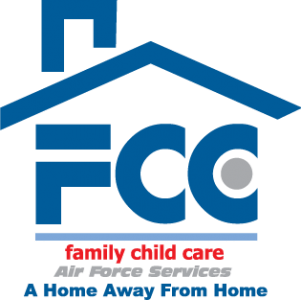 FCC
family child care
Air Force Services
A Home Away From Home